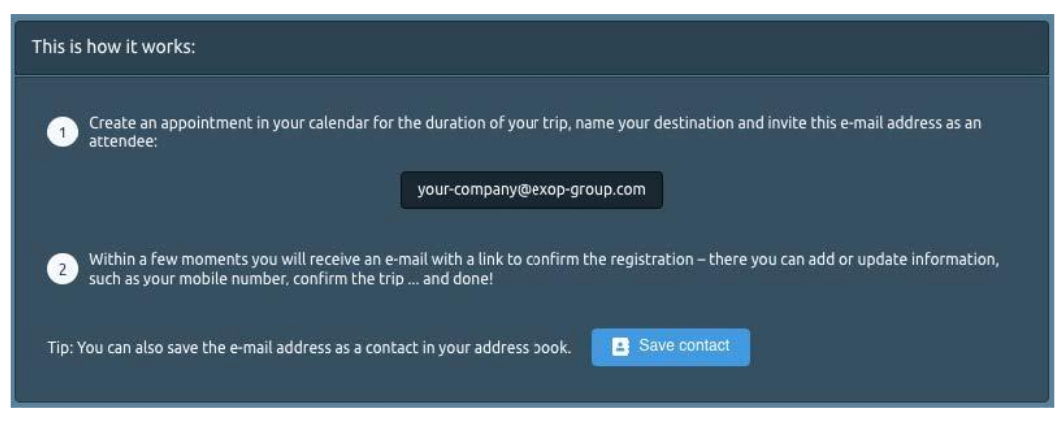 This is how it works:
1
Create an appointment in your calendar for the duration of your trip, name your destination and invite this e-mail address as an
attendee:
your-company@exop-group.com
2
Within a few moments you will receive an e-mail with a link to confirm the registration – there you can add or update information,
such as your mobile number, confirm the trip ... and done!
Tip: You can also save the e-mail address as a contact in your address book.
Save contact